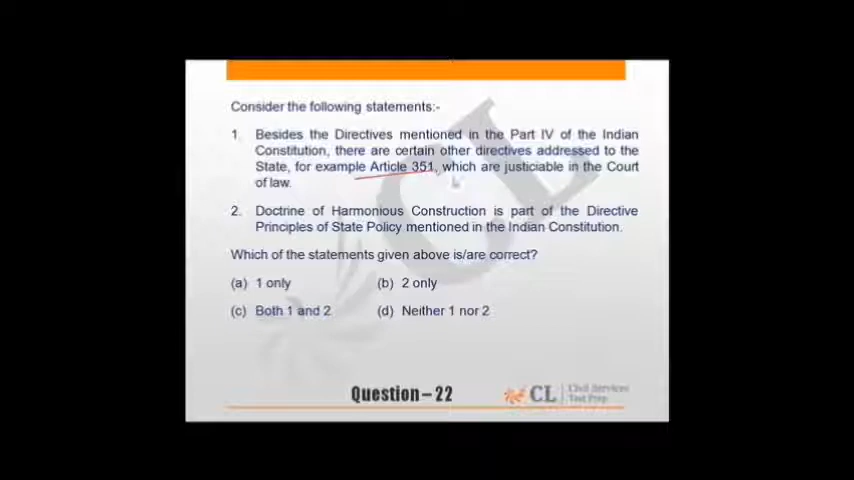 Consider the following statements:-
1. Besides the Directives mentioned in the Part IV of the Indian
Constitution, there are certain other directives addressed to the
State, for example Article 351, which are justiciable in the Court
of law.
2. Doctrine of Harmonious Construction is part of the Directive
Principles of State Policy mentioned in the Indian Constitution.
Which of the statements given above is/are correct?
(a) 1 only (b) 2 only
(c) Both 1 and 2 (d) Neither 1 nor 2
Question – 22
CL
Civil Services
Test Prep